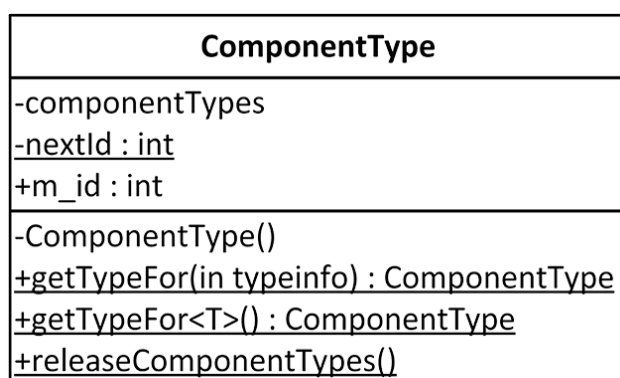 ComponentType
-componentTypes
-nextId : int
+m_id : int
-ComponentType()
+getTypeFor(in typeinfo) : ComponentType
+getTypeFor<T>() : ComponentType
+releaseComponentTypes()